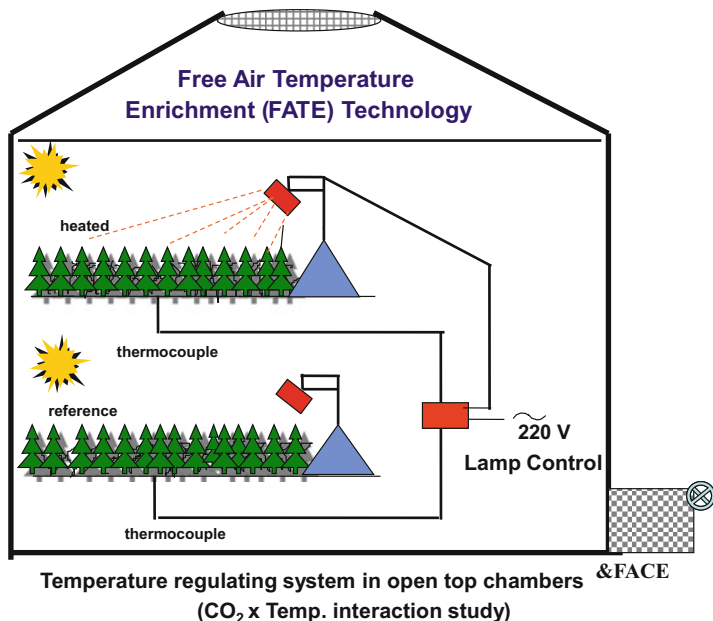 Free Air Temperature
Enrichment (FATE) Technology
heated
thermocouple
reference
220 V
Lamp Control
thermocouple
&FACE
Temperature regulating system in open top chambers
(CO₂ x Temp. interaction study)